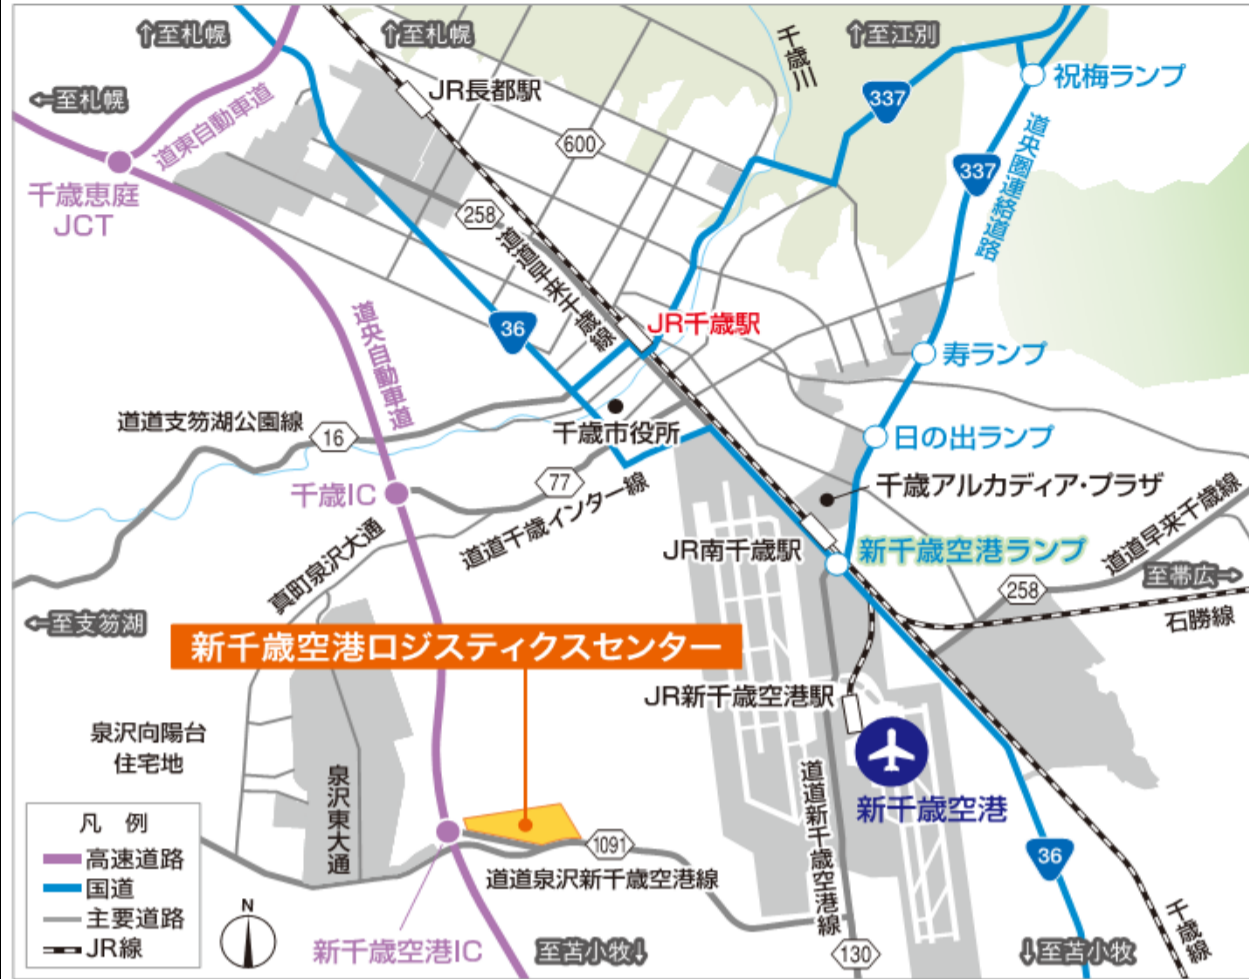 ↑至札幌
↑至札幌
↑至江別
千歳川
祝梅ランプ
←至札幌
JR長都駅
337
道東自動車道
600
道央圏連絡道路
337
千歳恵庭
JCT
258
道道早来千歳線
36
JR千歳駅
道央自動車道
寿ランプ
道道支笏湖公園線
16
千歳市役所
日の出ランプ
千歳IC
77
道道千歳インター線
千歳アルカディア・プラザ
真町泉沢大通
JR南千歳駅
新千歳空港ランプ
道道早来千歳線
至帯広→
258
石勝線
←至支笏湖
新千歳空港ロジスティクスセンター
JR新千歳空港駅
泉沢向陽台
住宅地
泉沢東大通
新千歳空港
道道新千歳空港線
凡 例
高速道路
国道
主要道路
JR線
1091
道道泉沢新千歳空港線
36
N
新千歳空港IC
至苫小牧↓
130
↓至苫小牧
千歳線